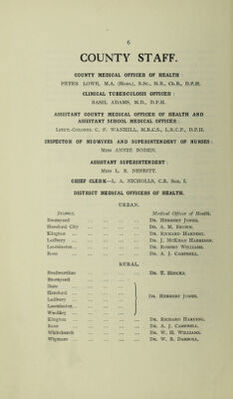 6
COUNTY STAFF.
COUNTY MEDICAL OFFICER OF HEALTH
PETER LOWE, M.A. (Hons.), B.Sc., M.B., Ch.B., D.P.H.
CLINICAL TUBERCULOSIS OFFICER :
BASIL ADAMS, M.D., D.P.H.
ASSISTANT COUNTY MEDICAL OFFICER OF HEALTH AND
ASSISTANT SCHOOL MEDICAL OFFICER :
LIEUT.-COLONEL C. F. WANHILL, M.R.C.S., L.R.C.P., D.P.H.
INSPECTOR OF MIDWIVES AND SUPERINTENDENT OF NURSES :
MISS ANNIE BODEN.
ASSISTANT SUPERINTENDENT :
MISS L. E. NESBITT.
CHIEF CLERK—L. A. NICHOLLS, C.R. San. I.
DISTRICT MEDICAL OFFICERS OF HEALTH.
URBAN.
District. Medical Officer of Health.
Bromyard ... DR. HERBERT JONES.
Hereford City ... DR. A. M. BROWN.
Kington ... DR. RICHARD HARDING.
Ledbury ... DR. J. McKEAN HARRISON.
Leominster ... DR. ROBERT WILLIAMS.
Ross ... DR. A. J. CAMPBELL.
RURAL.
Bredwardine ... DR. T. HINCKS.
Bromyard ...
Dore ...
Hereford ...
Ledbury ... DR. HERBERT JONES.
Leominster ...
Weobley ...
Kington ... DR. RICHARD HARDING.
Ross ... DR. A. J. CAMPBELL.
Whitchurch ... DR. W. H. WILLIAMS.
Wigmore ... DR. W. B.